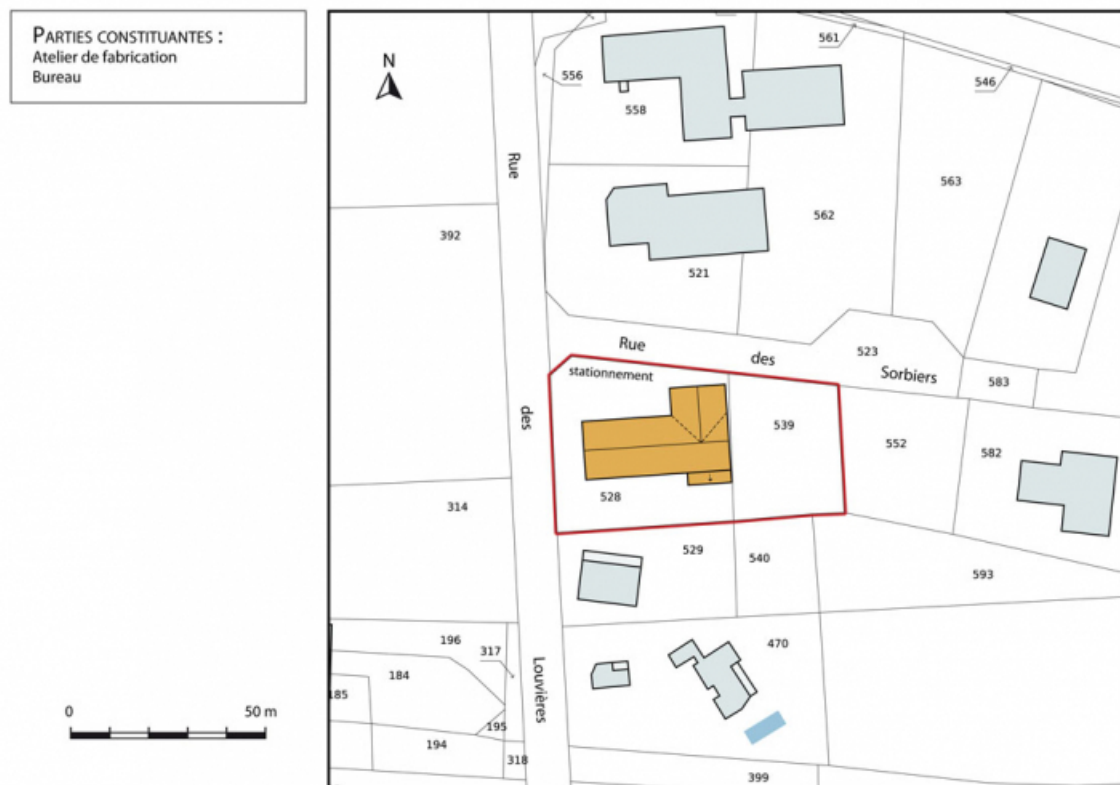 PARTIES CONSTITUANTES :
Atelier de fabrication
Bureau
N
561
546
556
558
Rue
563
562
392
521
Rue
des
523
Sorbiers
583
stationnement
des
539
552
582
528
314
529
540
593
196
317
470
184
Louvières
185
195
194
318
399
0 50 m